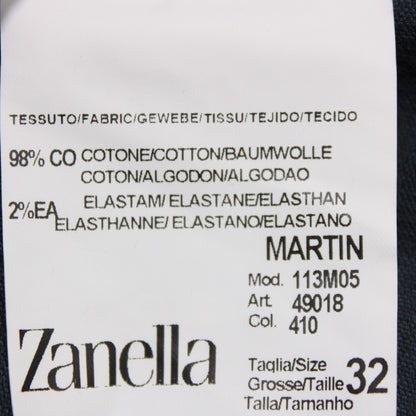 TESSUTO/FABRIC/GEWEBE/TISSU/TEJIDO/TECIDO
98% CO COTONE/COTTON/BAUMWOLLE
COTON/ALGODON/ALGODAO
2%EA ELASTAM/ ELASTANE/ELASTHAN
ELASTHANNE/ ELASTANO/ELASTANO
MARTIN
Mod. 113M05
Art. 49018
Col. 410
Zanella
Taglia/Size
Grosse/Taille 32
Talla/Tamanho